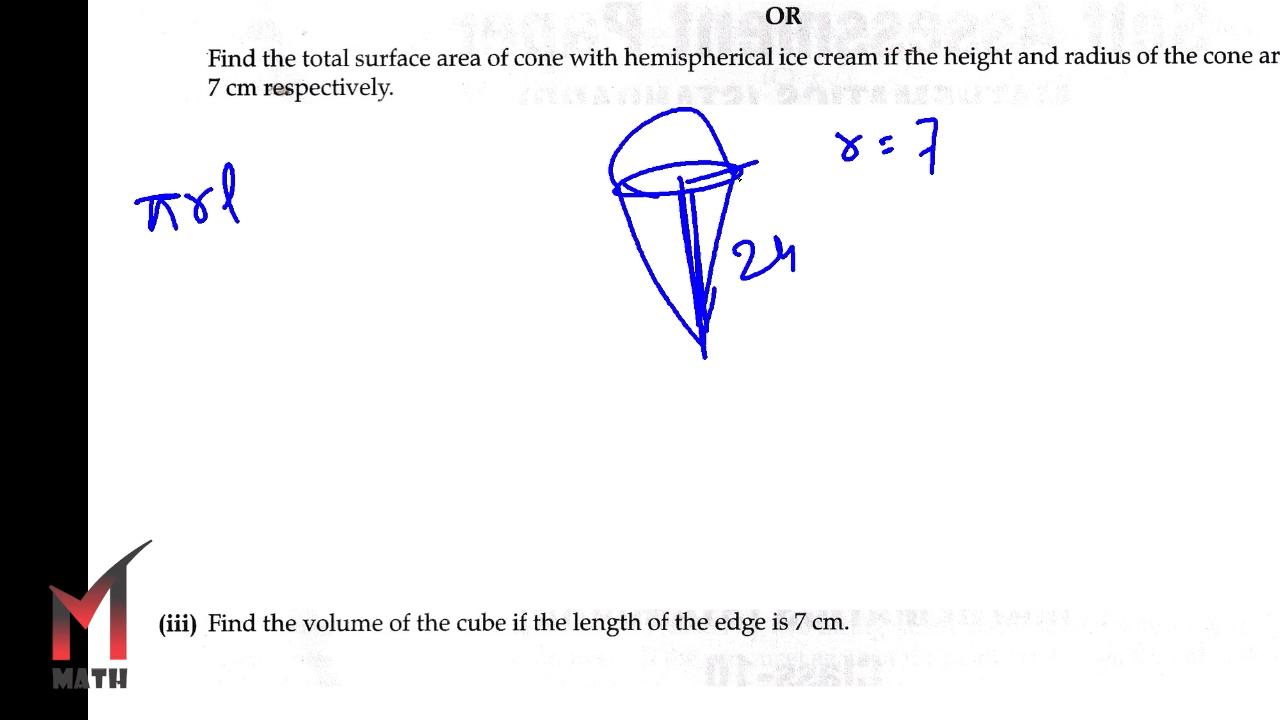 OR
Find the total surface area of cone with hemispherical ice cream if the height and radius of the cone ar
7 cm respectively.
r = 7
πrl
24
(iii) Find the volume of the cube if the length of the edge is 7 cm.
M
MATH